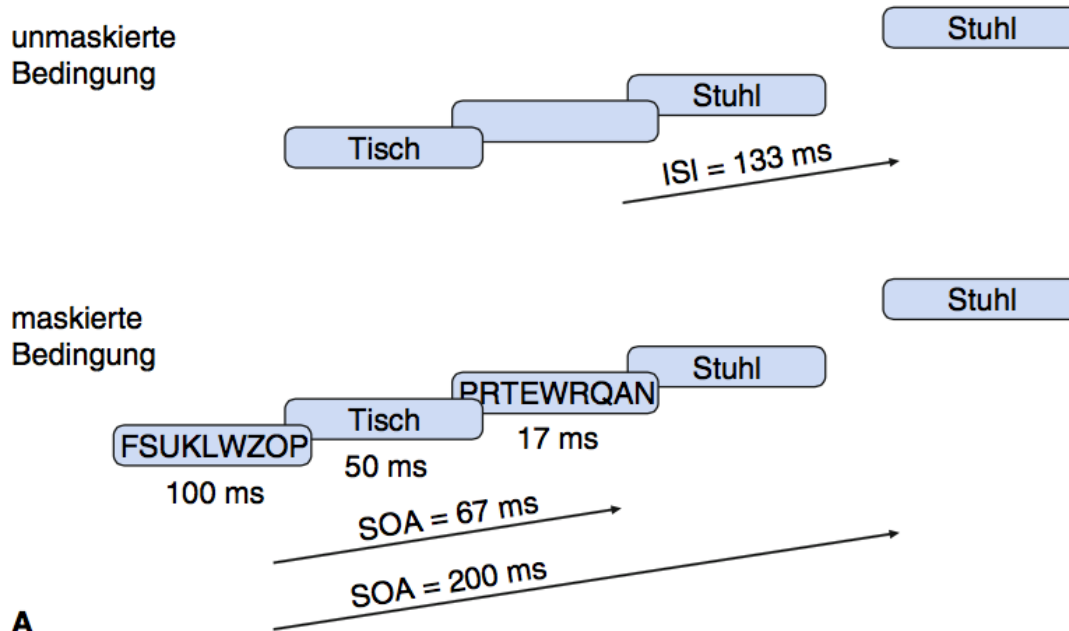 unmaskierte
Bedingung
Stuhl
Stuhl
Tisch
ISI = 133 ms
maskierte
Bedingung
Stuhl
Stuhl
PRTEWRQAN
Tisch
FSUKLWZOP
17 ms
50 ms
100 ms
SOA = 67 ms
SOA = 200 ms
A